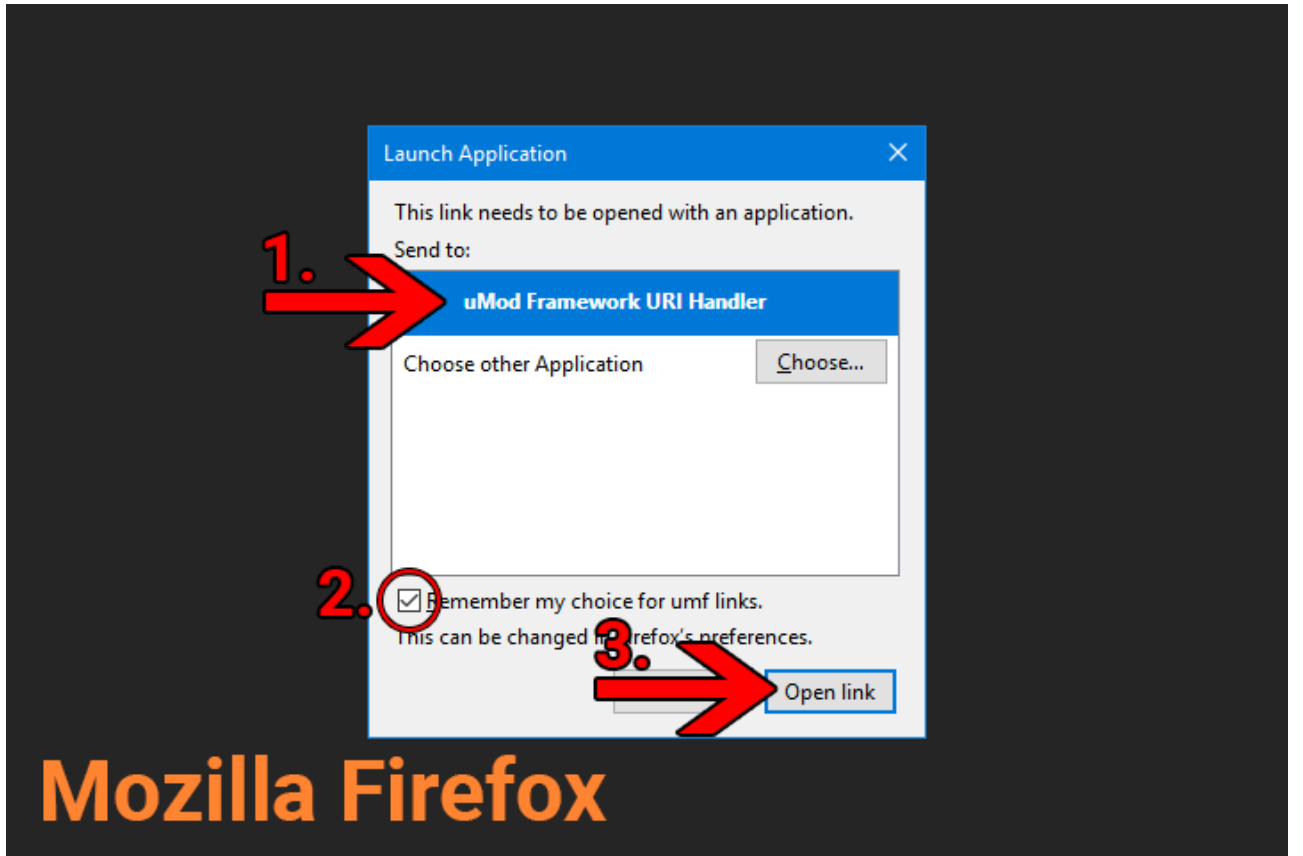 Launch Application
This link needs to be opened with an application.
Send to:
1.
uMod Framework URI Handler
Choose other Application
Choose...
2.
Remember my choice for umf links.
This can be changed in Firefox's preferences.
3.
Open link
Mozilla Firefox